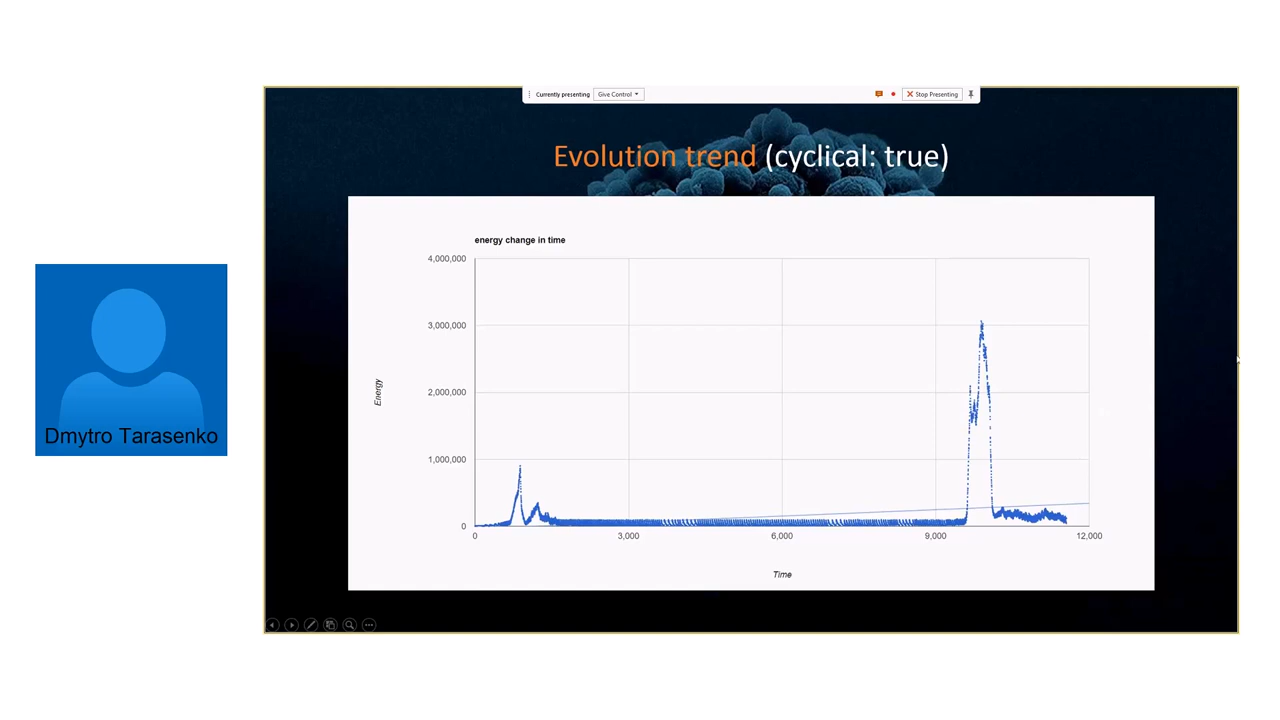 Currently presenting Give Control Stop Presenting
Evolution trend (cyclical: true)
energy change in time
4,000,000
3,000,000
2,000,000
1,000,000
0
Energy
0 3,000 6,000 9,000 12,000
Time
Dmytro Tarasenko